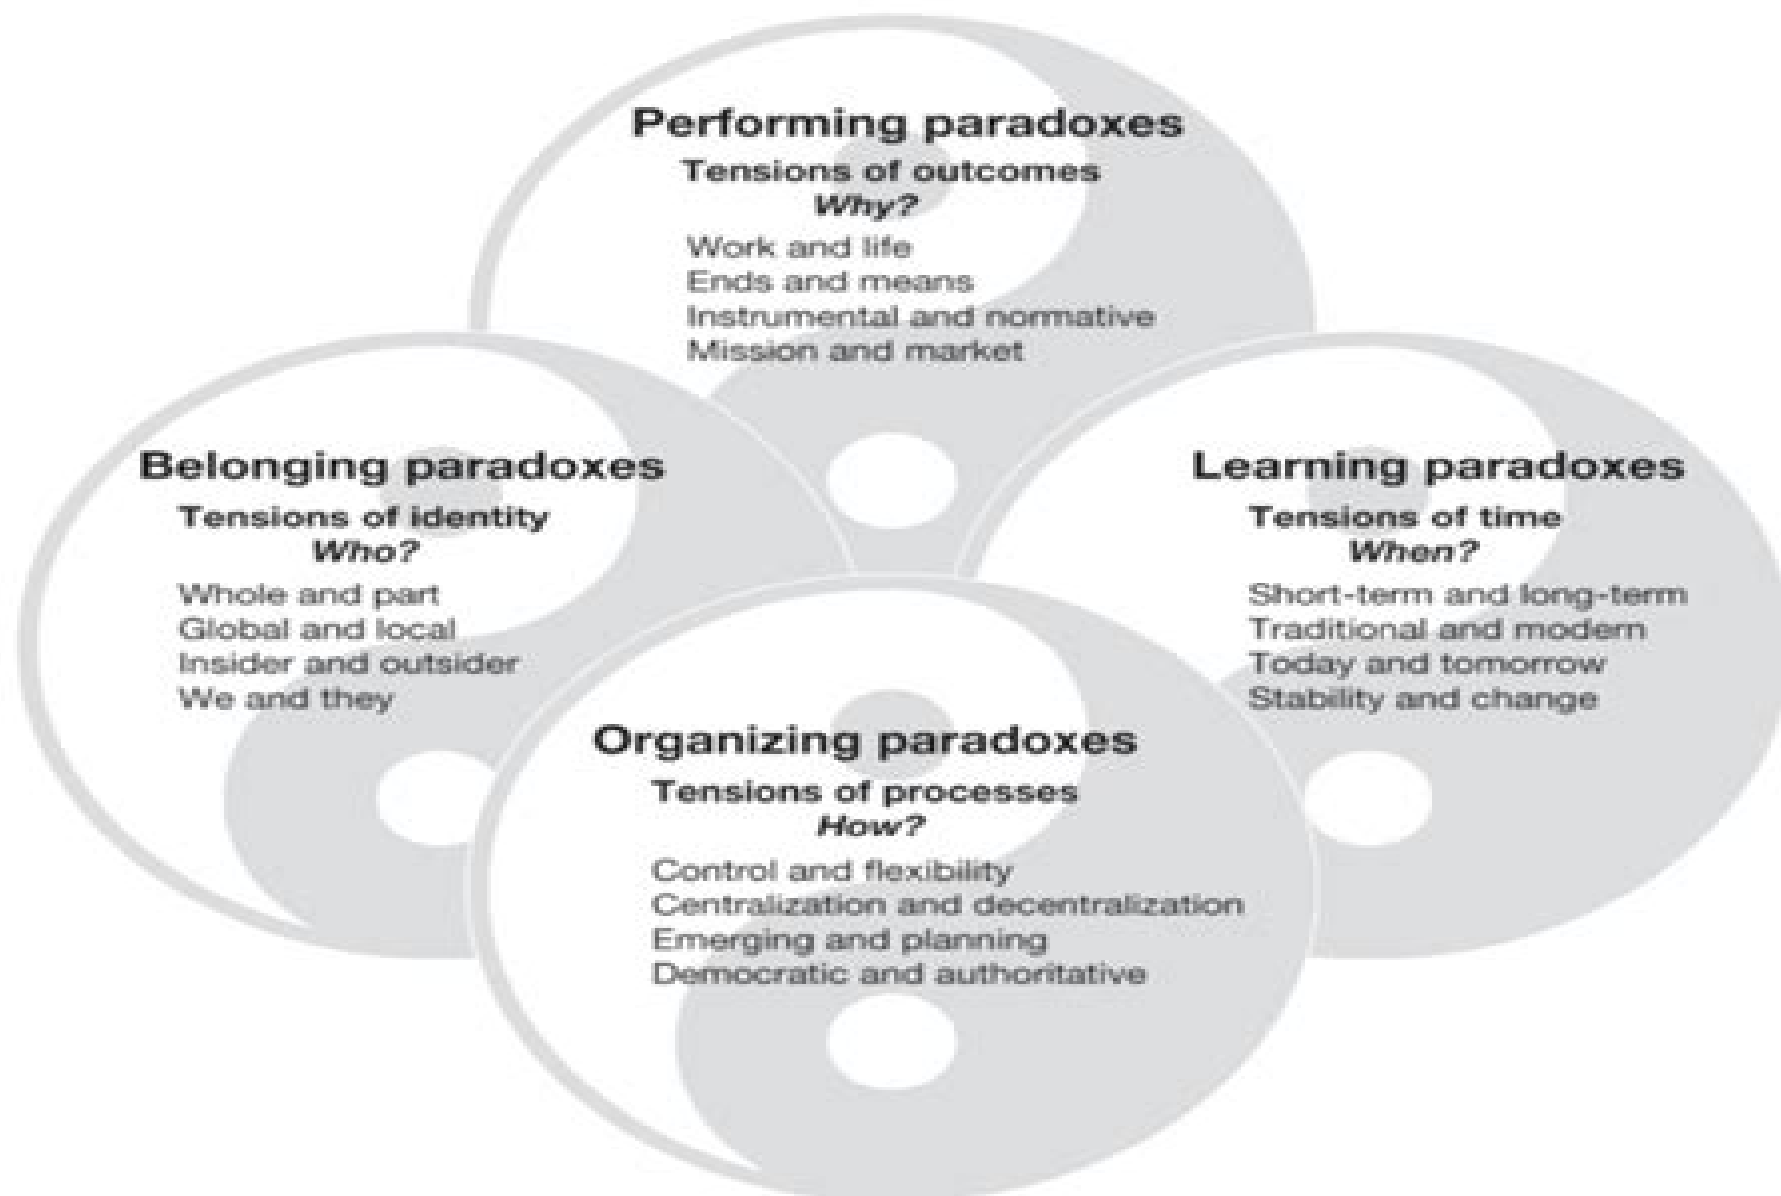 Performing paradoxes
Tensions of outcomes
Why?
Work and life
Ends and means
Instrumental and normative
Mission and market
Belonging paradoxes
Tensions of identity
Who?
Whole and part
Global and local
Insider and outsider
We and they
Learning paradoxes
Tensions of time
When?
Short-term and long-term
Traditional and modern
Today and tomorrow
Stability and change
Organizing paradoxes
Tensions of processes
How?
Control and flexibility
Centralization and decentralization
Emerging and planning
Democratic and authoritative